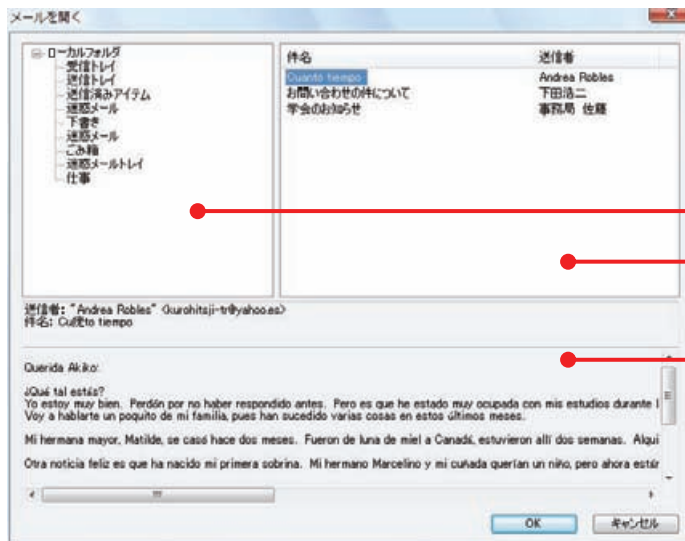 メールを開く
ローカルフォルダ
受信トレイ
送信トレイ
送信済みアイテム
迷惑メール
下書き
迷惑メール
ごみ箱
迷惑メールトレイ
仕事
件名 送信者
Cuanto tiempo Andrea Robles
お問い合わせの件について 下田浩二
学会のお知らせ 事務局 佐藤
送信者: "Andrea Robles" <kurohitsji-tr@yahoo.es>
件名: to tiempo
Querida Akiko:
¿Qué tal estás?
Yo estoy muy bien. Perdón por no haber respondido antes. Pero es que he estado muy ocupada con mis estudios durante l
Voy a hablarte un poquito de mi familia, pues han sucedido varias cosas en estos últimos meses.
Mi hermana mayor, Matilde, se casó hace dos meses. Fueron de luna de miel a Canadá, estuvieron allí dos semanas. Algui
Otra noticia feliz es que ha nacido mi primera sobrina. Mi hermano Marcelino y mi cuñada querían un niño, pero ahora están
OK キャンセル